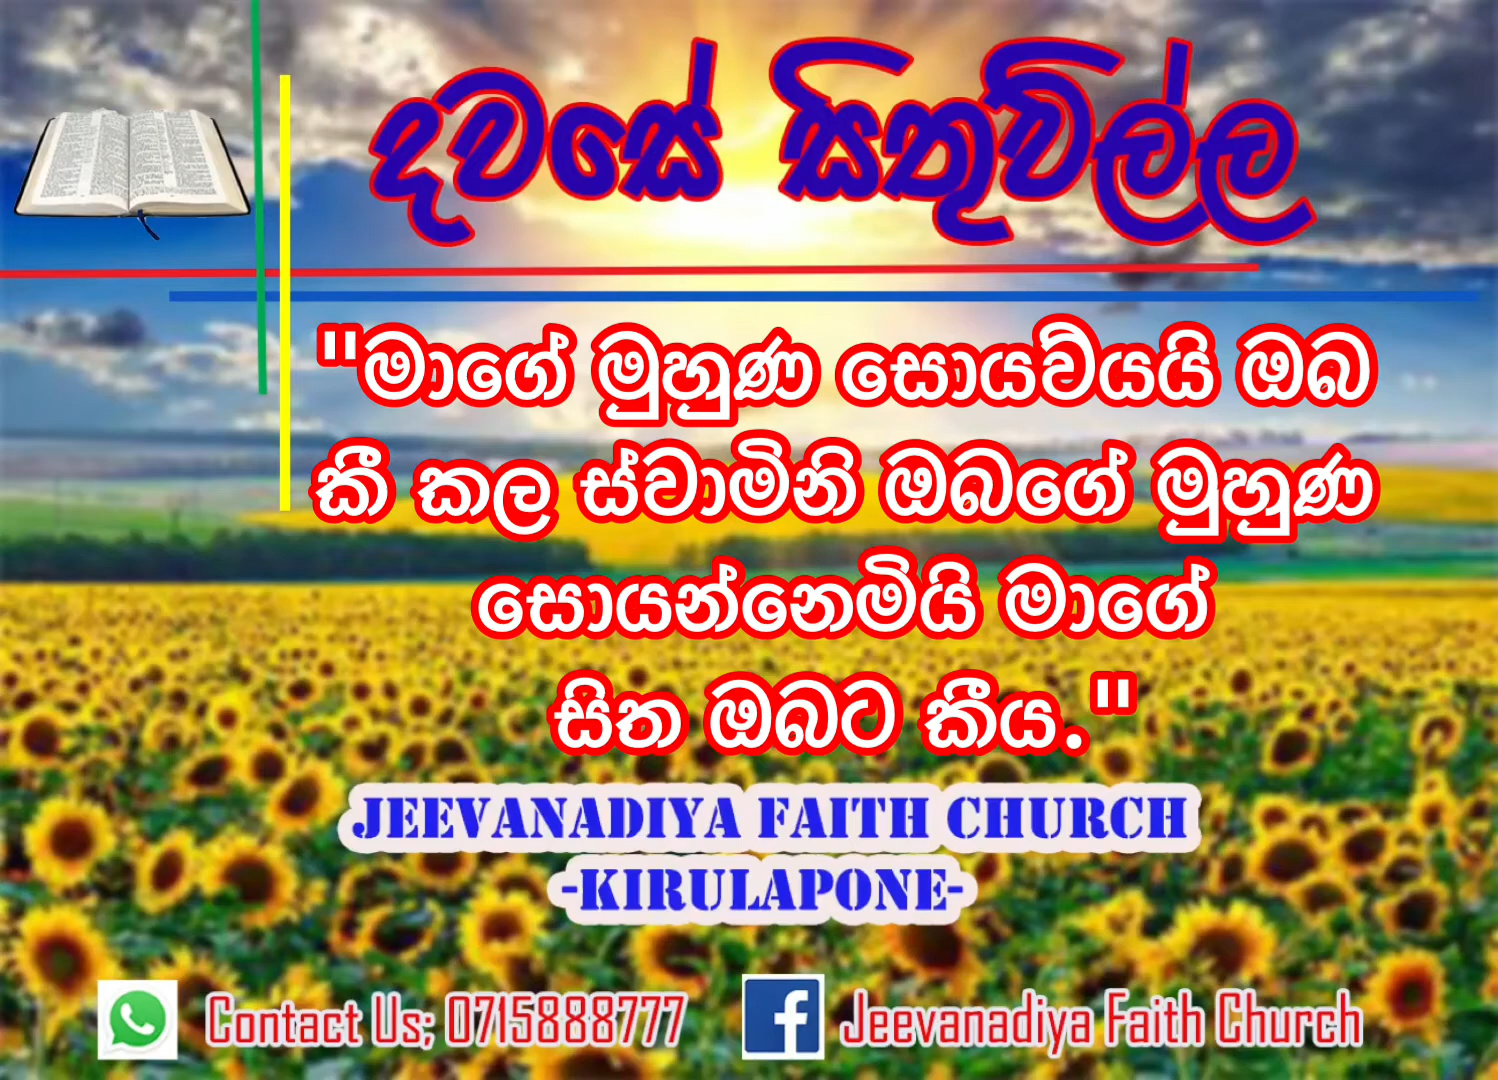 දවසේ සිතුවිල්ල
"මාගේ මුහුණ සොයව්යයි ඔබ
කී කල ස්වාමිනි ඔබගේ මුහුණ
සොයන්නෙමියි මාගේ
සිත ඔබට කීය."
JEEVANADIYA FAITH CHURCH
-KIRULAPONE-
Contact Us; 0715888777
Jeevanadiya Faith Church